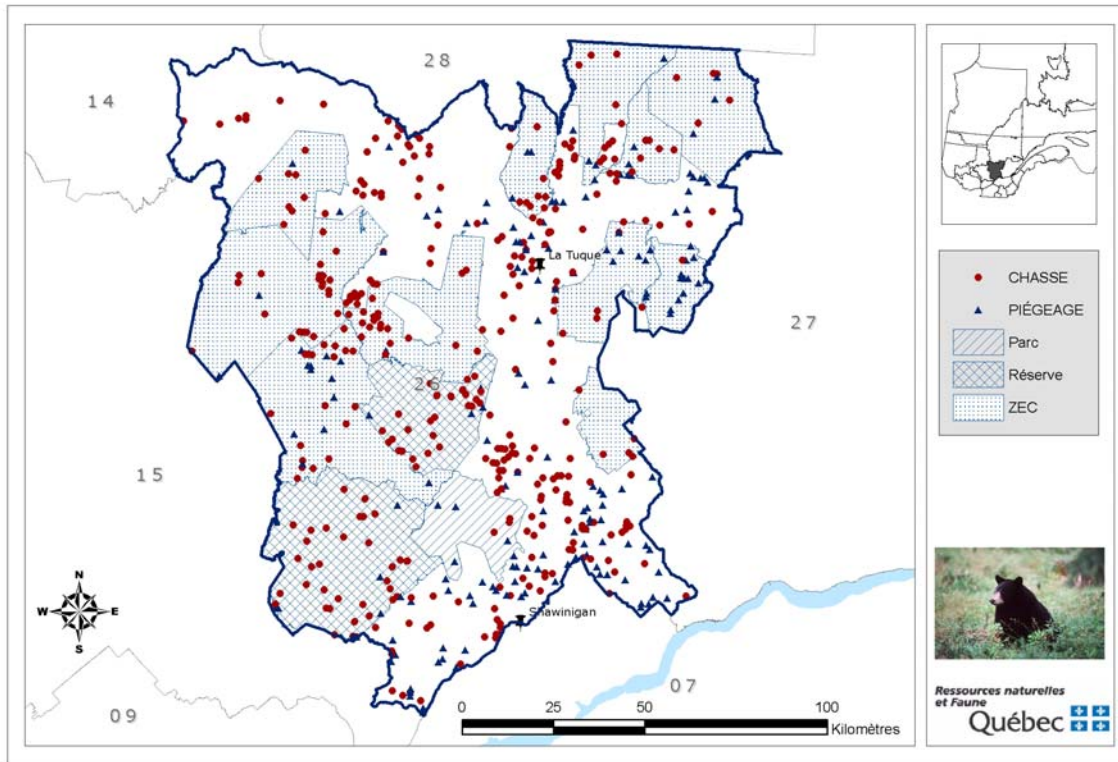 28
14
La Tuque
27
26
15
Shawinigan
07
09
N
W E
S
0 25 50 100
Kilomètres
CHASSE
PIÉGEAGE
Parc
Réserve
ZEC
Ressources naturelles
et Faune
Québec